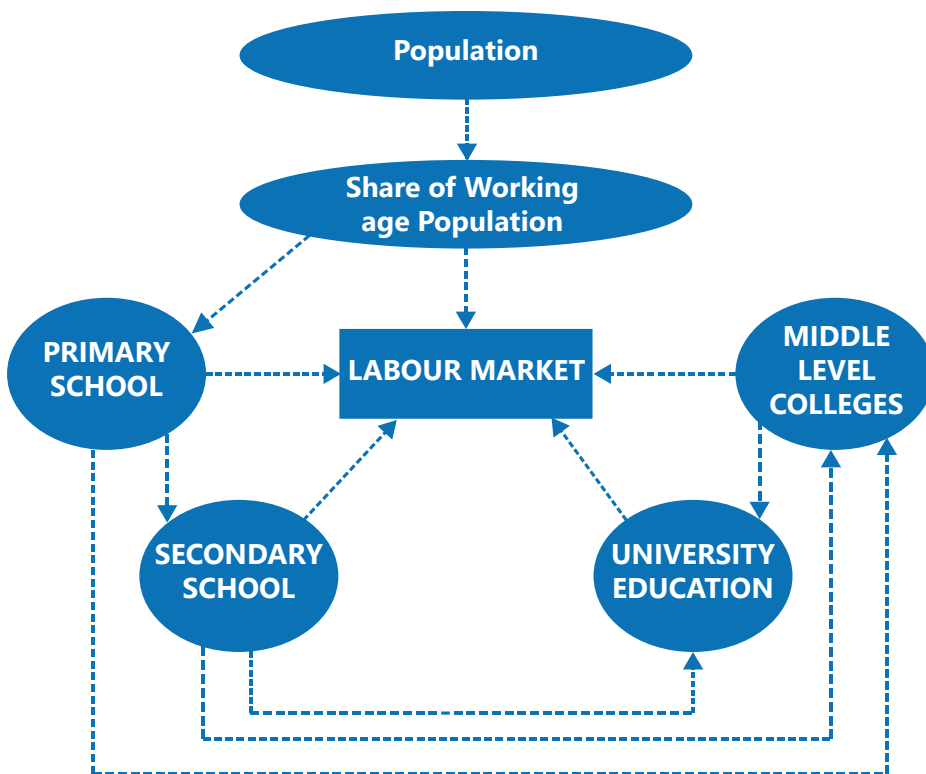 Population
Share of Working
age Population
PRIMARY
SCHOOL
LABOUR MARKET
MIDDLE
LEVEL
COLLEGES
SECONDARY
SCHOOL
UNIVERSITY
EDUCATION